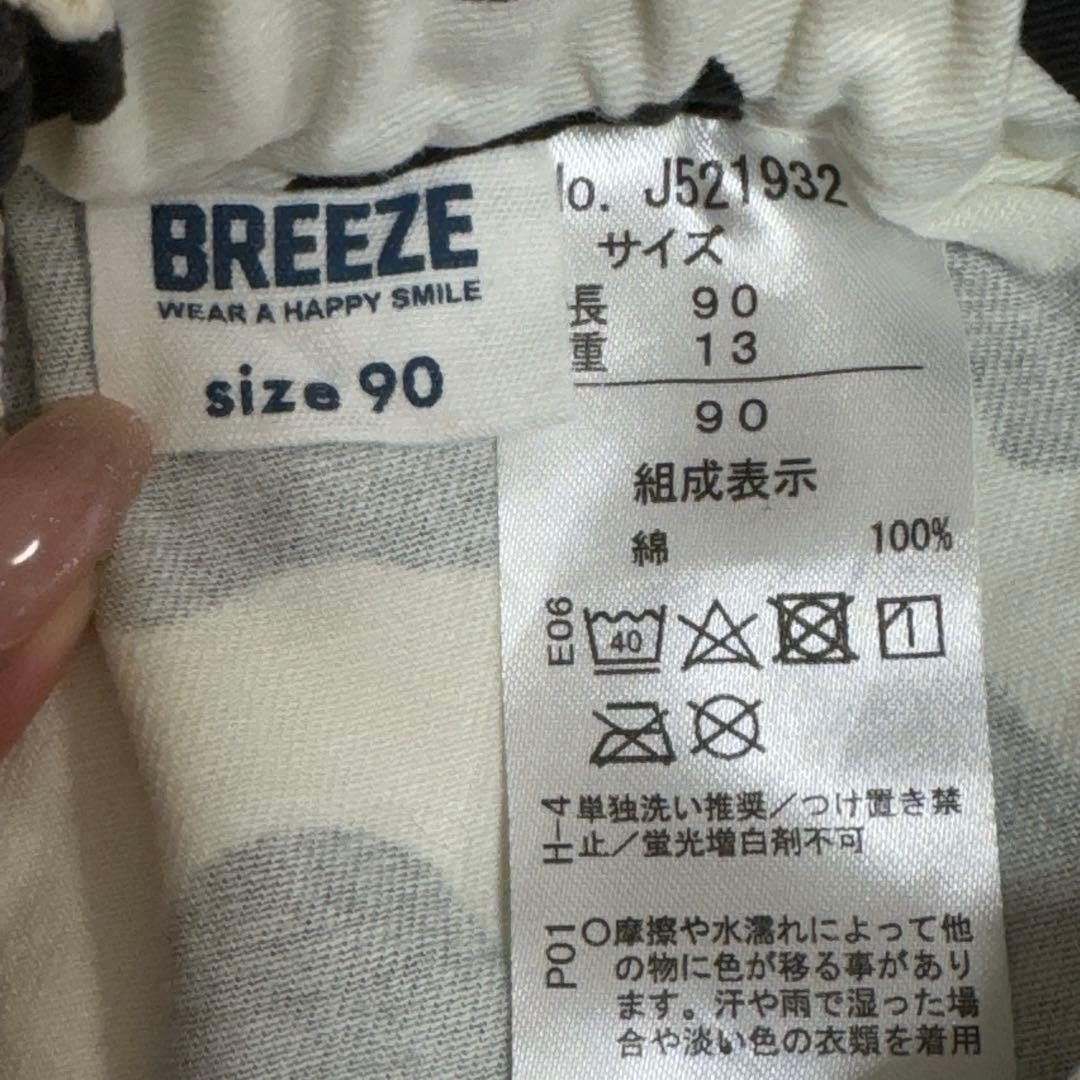 BREEZE
WEAR A HAPPY SMILE
size 90
o. J521932
サイズ
長 90
重 13
90
組成表示
綿 100%
E06
40
H-4
単独洗い推奨/つけ置き禁
止/蛍光増白剤不可
P01
○摩擦や水濡れによって他
の物に色が移る事があり
ます。汗や雨で湿った場
合や淡い色の衣類を着用